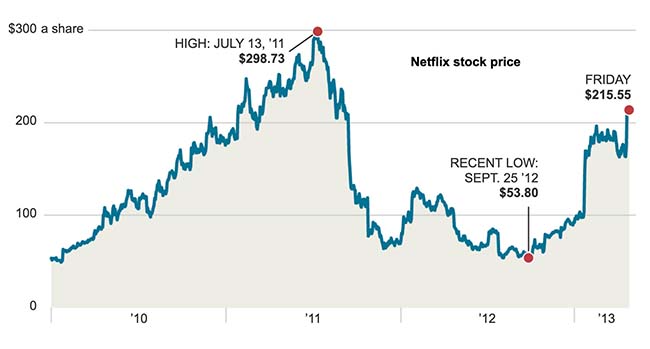 $300 a share
HIGH: JULY 13, ’11
$298.73
Netflix stock price
FRIDAY
$215.55
200
RECENT LOW:
SEPT. 25 ’12
$53.80
100
0
’10
’11
’12
’13